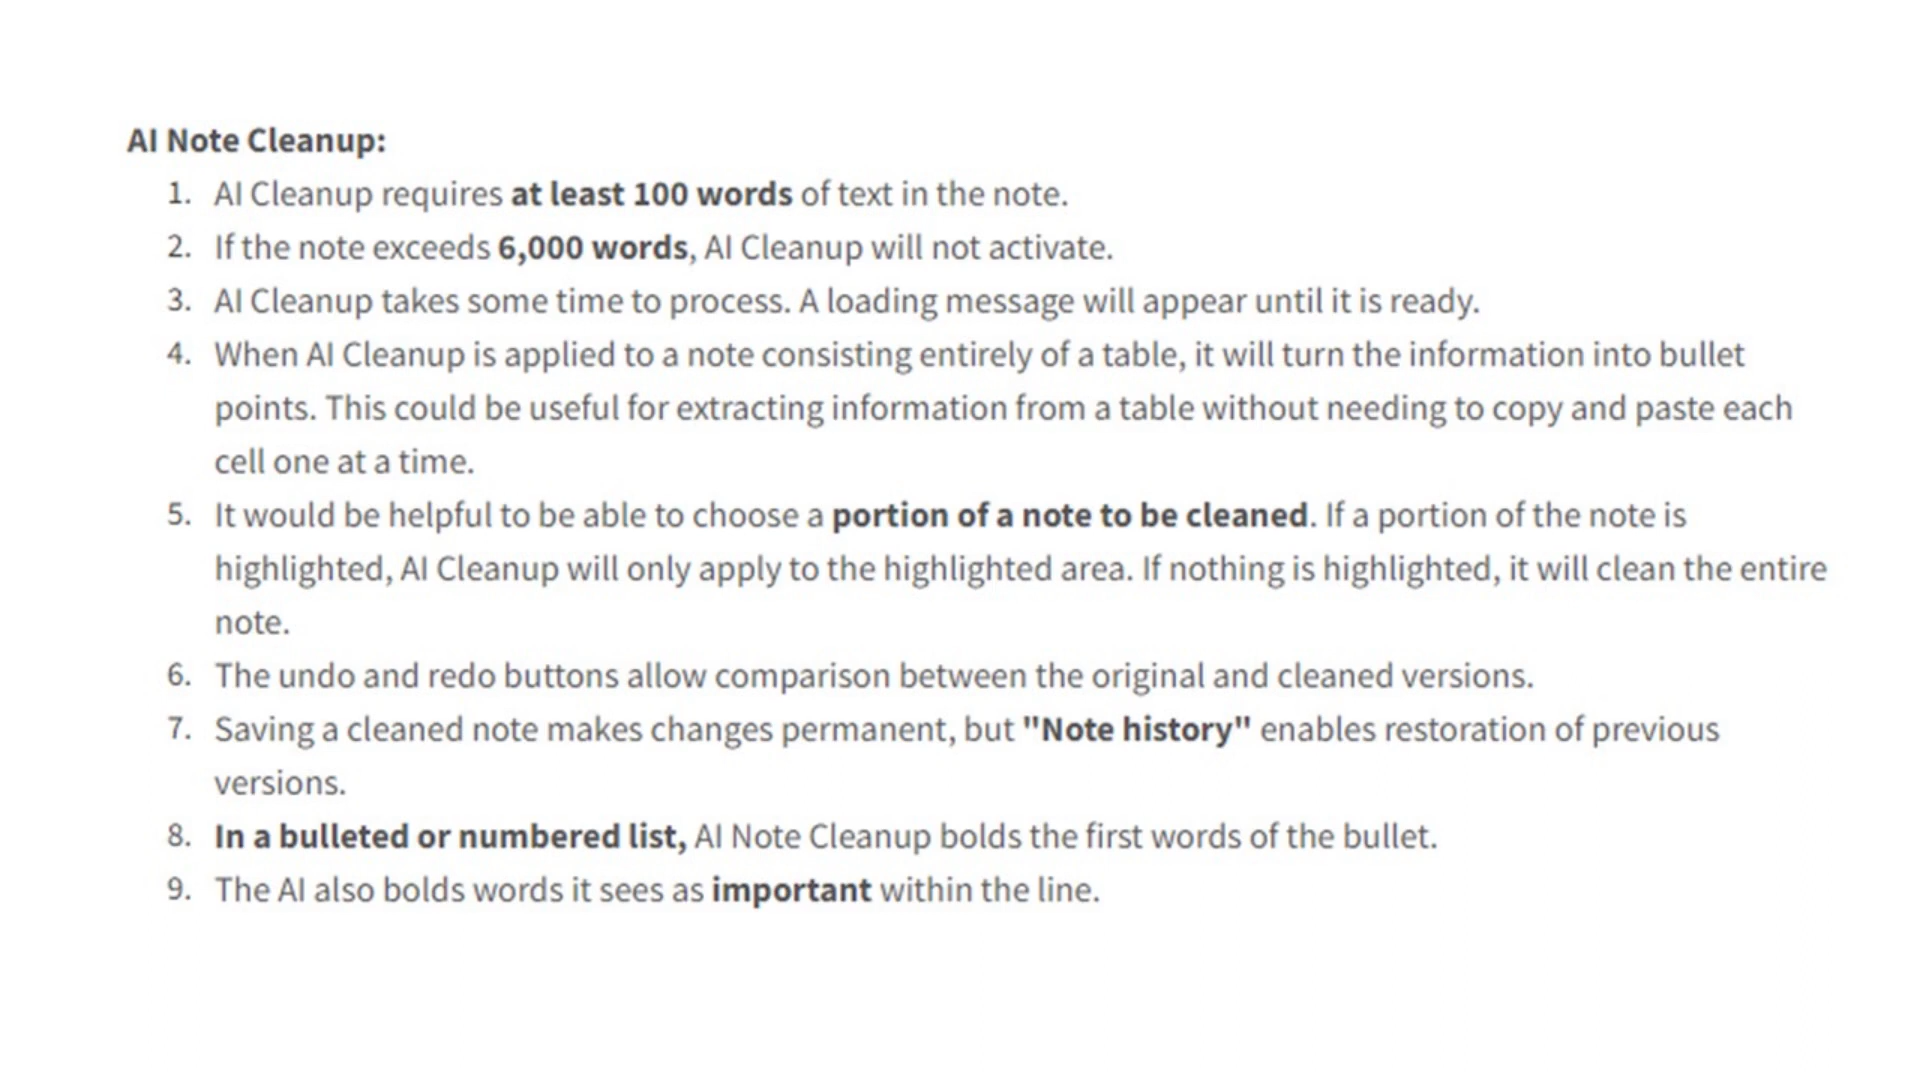 AI Note Cleanup:
1. AI Cleanup requires at least 100 words of text in the note.
2. If the note exceeds 6,000 words, AI Cleanup will not activate.
3. AI Cleanup takes some time to process. A loading message will appear until it is ready.
4. When AI Cleanup is applied to a note consisting entirely of a table, it will turn the information into bullet
points. This could be useful for extracting information from a table without needing to copy and paste each
cell one at a time.
5. It would be helpful to be able to choose a portion of a note to be cleaned. If a portion of the note is
highlighted, AI Cleanup will only apply to the highlighted area. If nothing is highlighted, it will clean the entire
note.
6. The undo and redo buttons allow comparison between the original and cleaned versions.
7. Saving a cleaned note makes changes permanent, but "Note history" enables restoration of previous
versions.
8. In a bulleted or numbered list, AI Note Cleanup bolds the first words of the bullet.
9. The AI also bolds words it sees as important within the line.